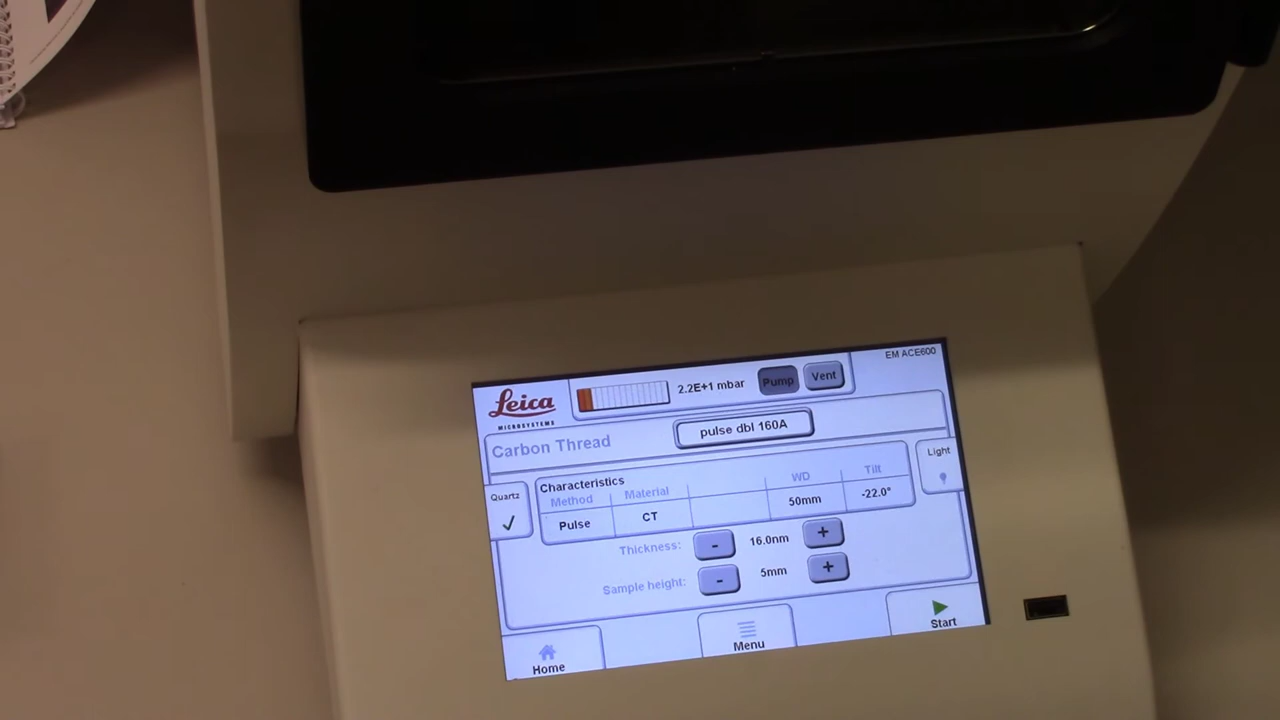 EM ACE600
Leica
MICROSYSTEMS
2.2E+1 mbar
Pump
Vent
Carbon Thread
pulse dbl 160A
Light
Quartz
Characteristics
Method Material WD Tilt
Pulse CT 50mm -22.0°
Thickness: - 16.0nm +
Sample height: - 5mm +
Home
Menu
Start